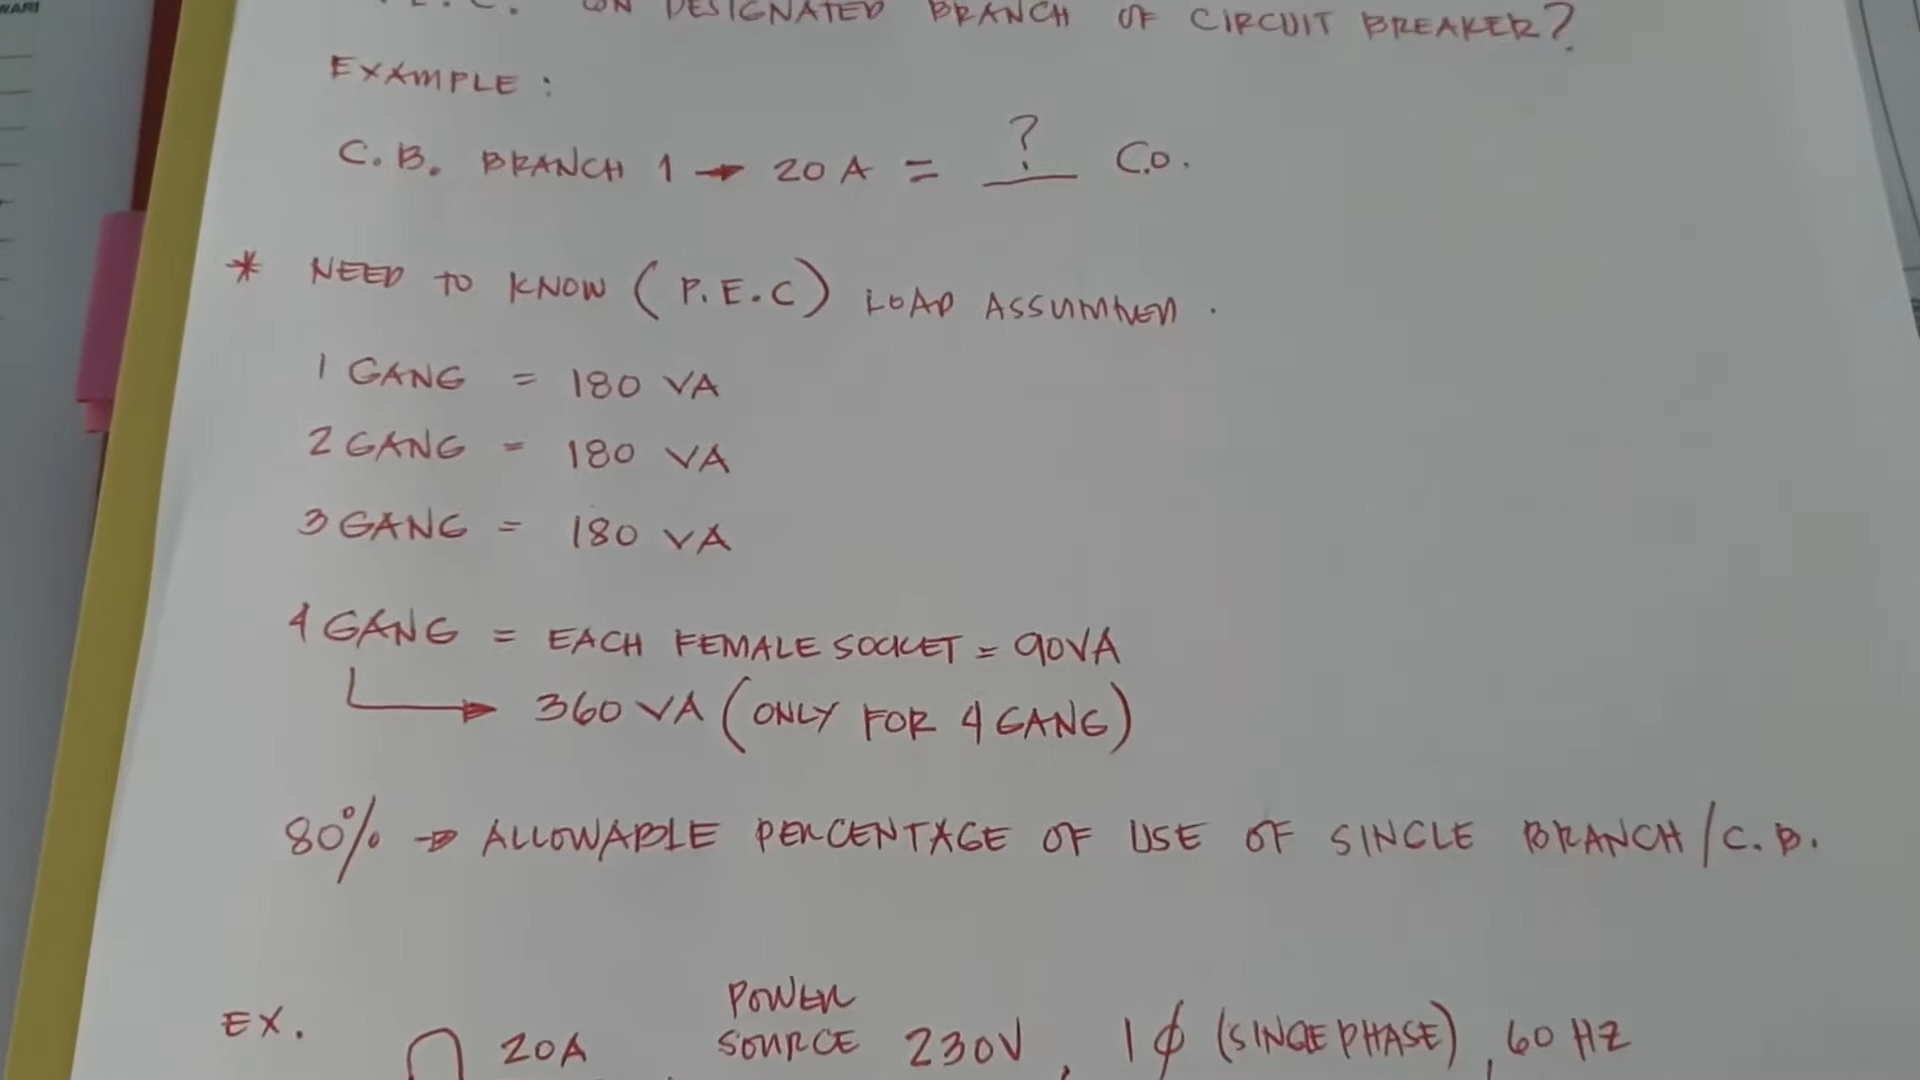 ON DESIGNATED BRANCH OF CIRCUIT BREAKER?
EXAMPLE :
C.B. BRANCH 1 → 20 A = ? C.O.
* NEED TO KNOW (P.E.C) LOAD ASSUMPTION.
1 GANG = 180 VA
2 GANG = 180 VA
3 GANG = 180 VA
4 GANG = EACH FEMALE SOCKET = 90VA
→ 360 VA (ONLY FOR 4 GANG)
80% → ALLOWABLE PERCENTAGE OF USE OF SINGLE BRANCH/C.B.
EX. 20A POWER SOURCE 230V, 1φ (SINGLE PHASE), 60 HZ